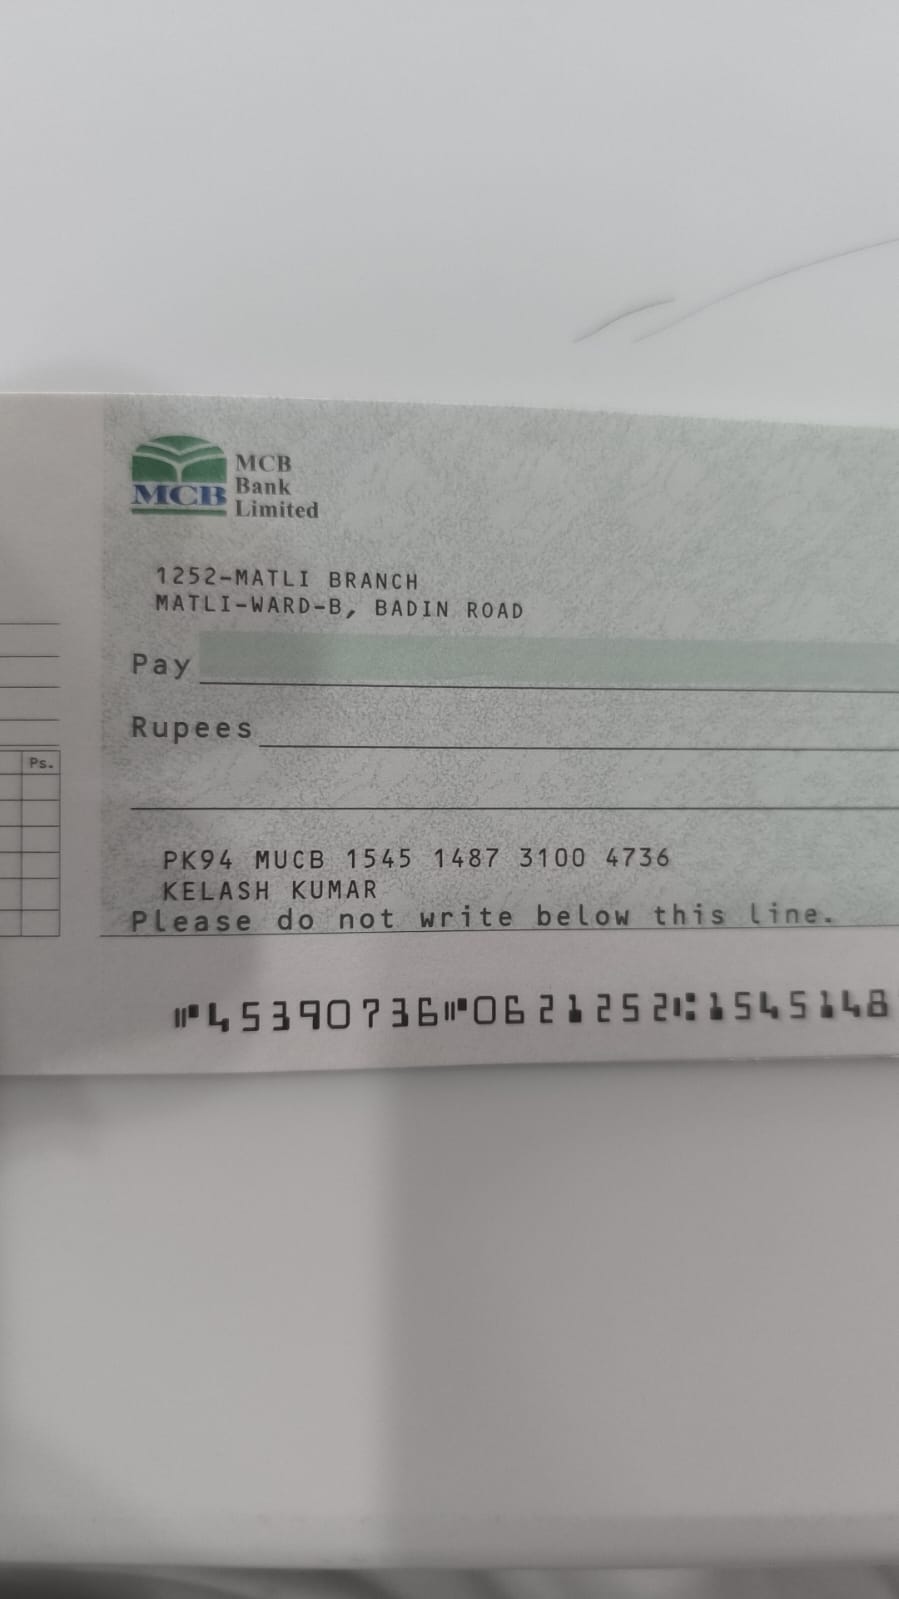 MCB
MCB
Bank
Limited
1252-MATLI BRANCH
MATLI-WARD-B, BADIN ROAD
Pay
Rupees
Ps.
PK94 MUCB 1545 1487 3100 4736
KELASH KUMAR
Please do not write below this line.
⑈45390736⑈0621252⑆1545148